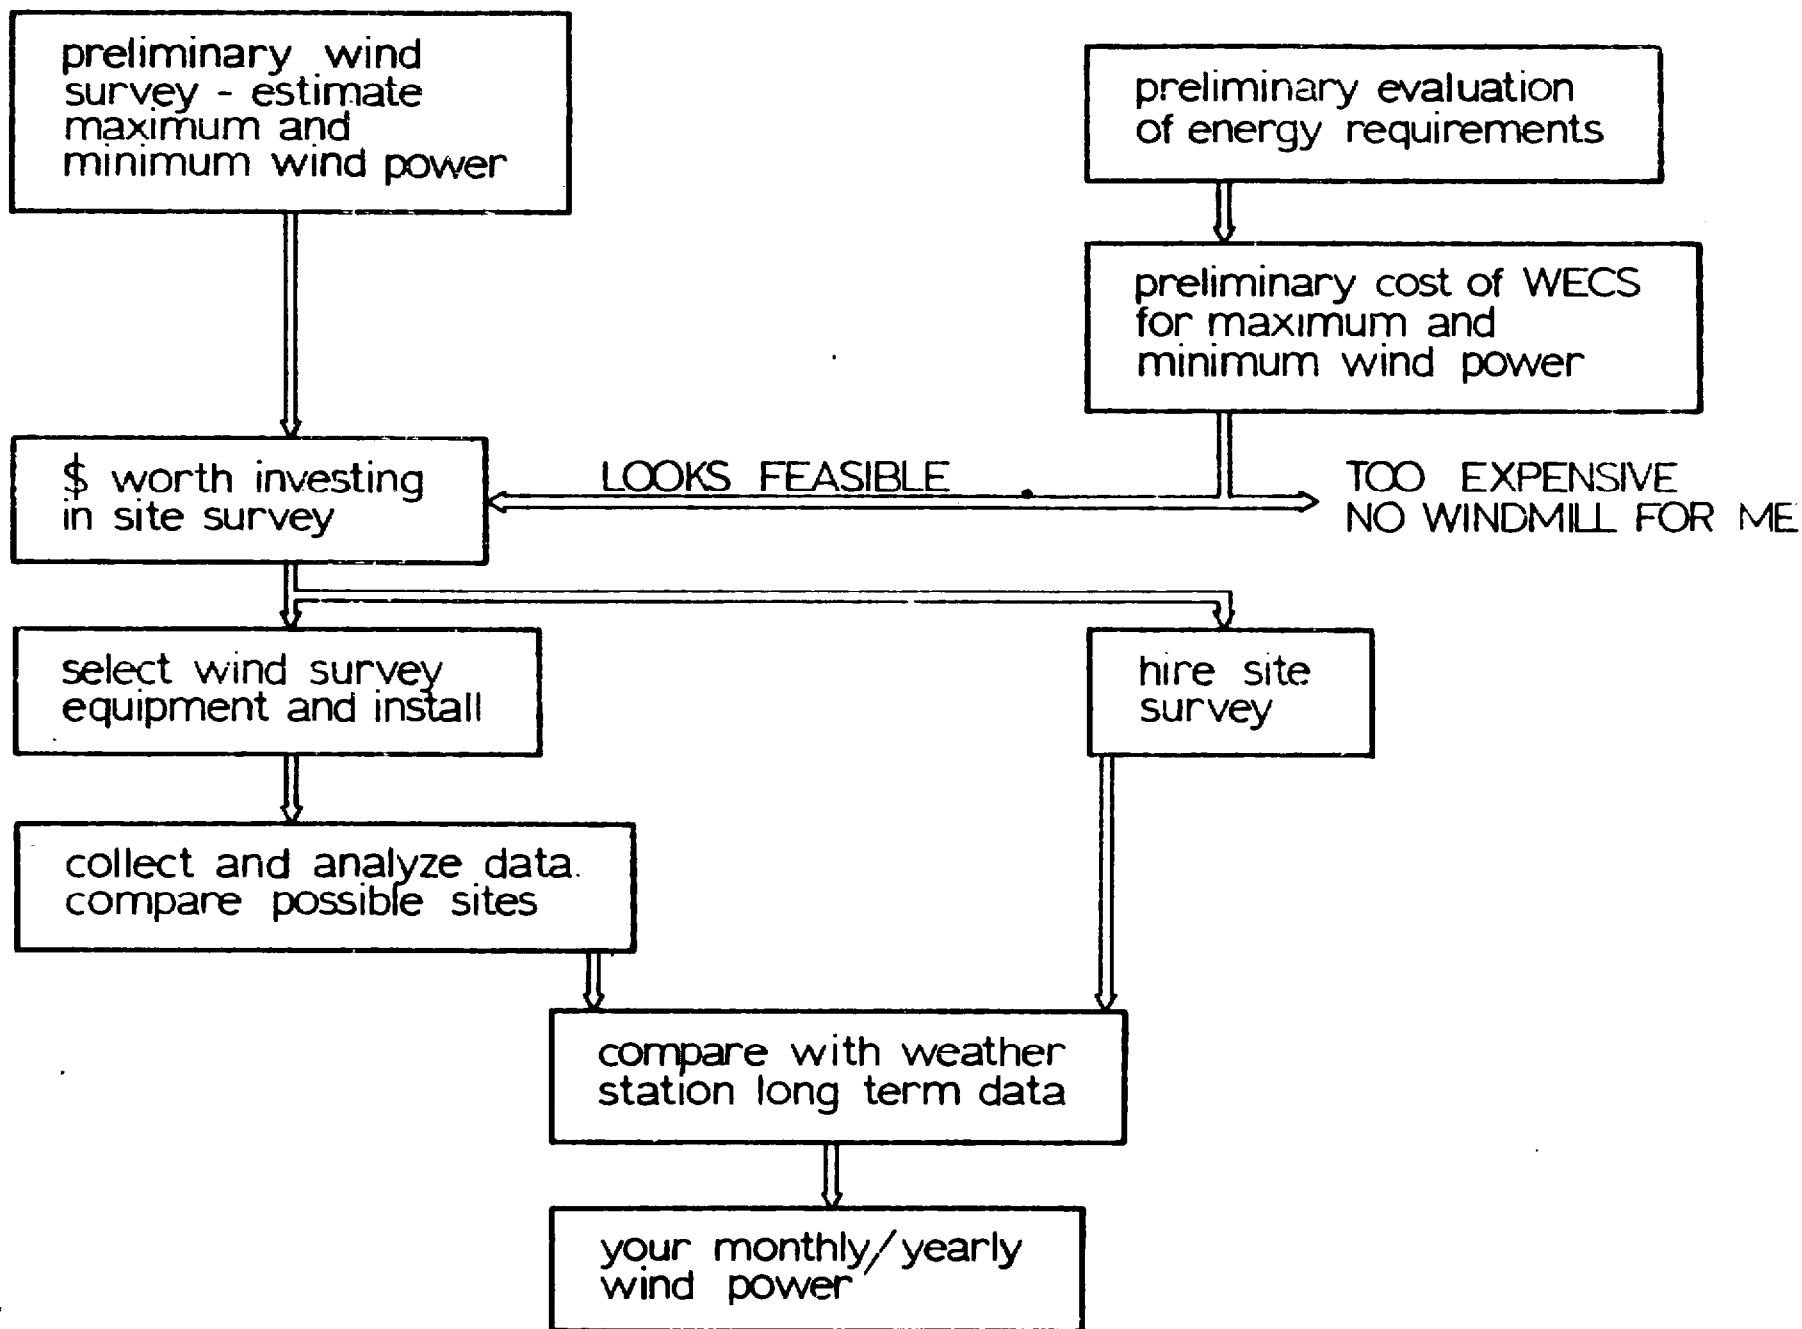 preliminary wind
survey - estimate
maximum and
minimum wind power
preliminary evaluation
of energy requirements
preliminary cost of WECS
for maximum and
minimum wind power
$ worth investing
in site survey
LOOKS FEASIBLE
TOO EXPENSIVE
NO WINDMILL FOR ME
select wind survey
equipment and install
hire site
survey
collect and analyze data.
compare possible sites
compare with weather
station long term data
your monthly/yearly
wind power